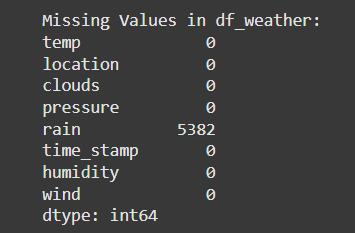 Missing Values in df_weather:
temp 0
location 0
clouds 0
pressure 0
rain 5382
time_stamp 0
humidity 0
wind 0
dtype: int64